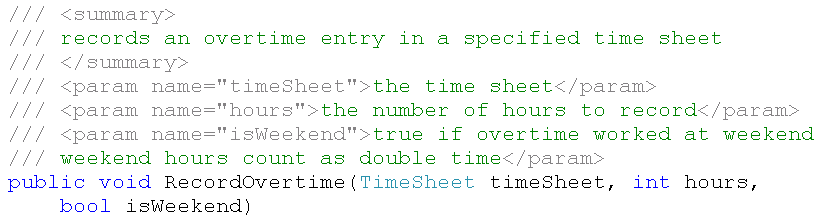 /// <summary>
/// records an overtime entry in a specified time sheet
/// </summary>
/// <param name="timeSheet">the time sheet</param>
/// <param name="hours">the number of hours to record</param>
/// <param name="isWeekend">true if overtime worked at weekend
/// weekend hours count as double time</param>
public void RecordOvertime(TimeSheet timeSheet, int hours,
    bool isWeekend)